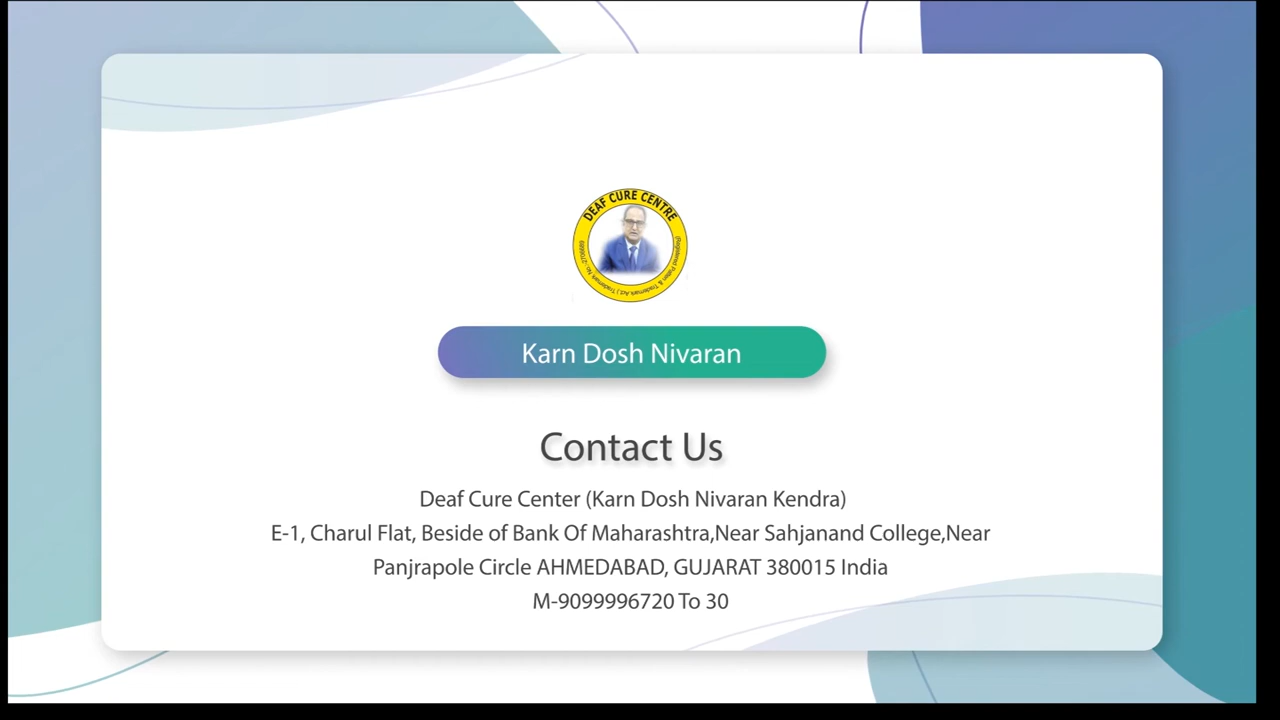 DEAF CURE CENTRE
Karn Dosh Nivaran
Contact Us
Deaf Cure Center (Karn Dosh Nivaran Kendra)
E-1, Charul Flat, Beside of Bank Of Maharashtra,Near Sahjanand College,Near
Panjrapole Circle AHMEDABAD, GUJARAT 380015 India
M-9099996720 To 30